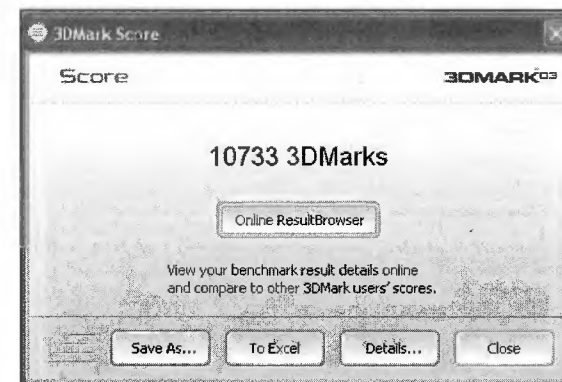 3DMark Score
Score
3DMARK03
10733 3DMarks
Online ResultBrowser
View your benchmark result details online
and compare to other 3DMark users' scores.
Save As...
To Excel
Details...
Close